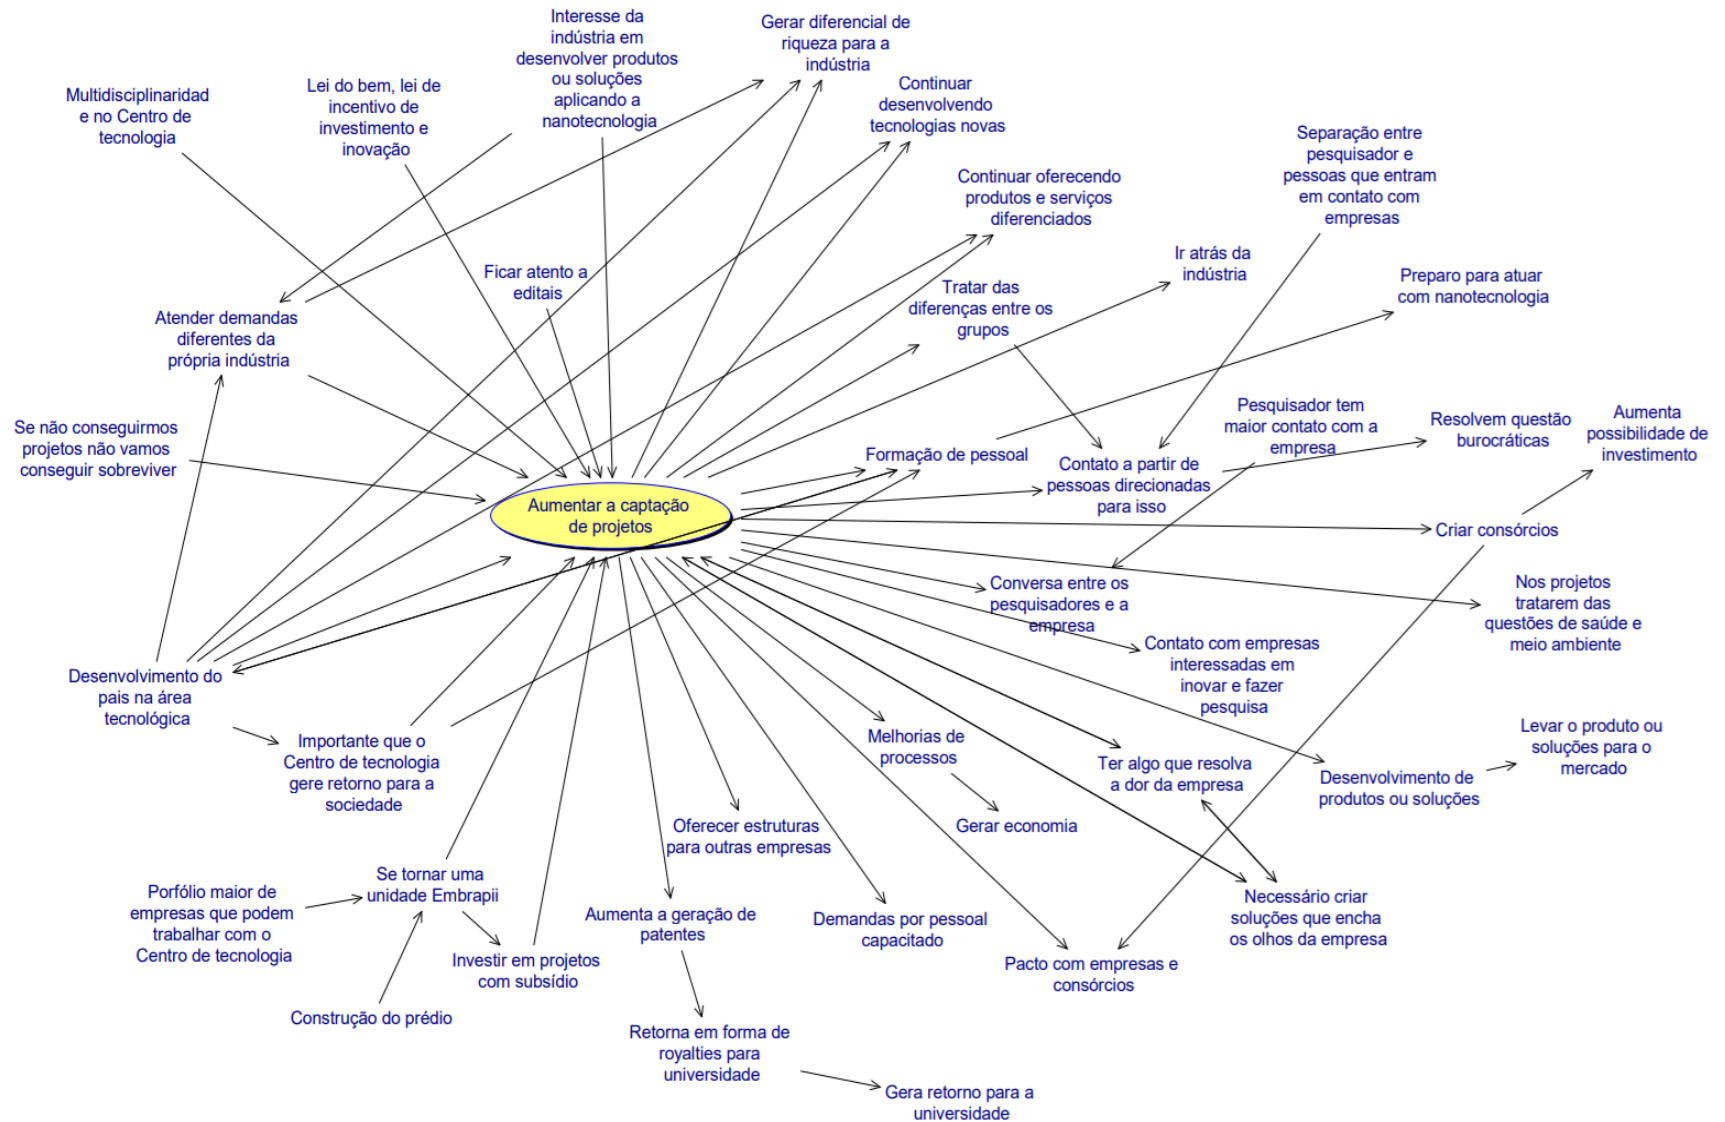 Interesse da
indústria em
desenvolver produtos
ou soluções
aplicando a
nanotecnologia
Gerar diferencial de
riqueza para a
indústria
Multidisciplinaridad
e no Centro de
tecnologia
Lei do bem, lei de
incentivo de
investimento e
inovação
Continuar
desenvolvendo
tecnologias novas
Separação entre
pesquisador e
pessoas que entram
em contato com
empresas
Continuar oferecendo
produtos e serviços
diferenciados
Ir atrás da
indústria
Ficar atento a
editais
Tratar das
diferenças entre os
grupos
Preparo para atuar
com nanotecnologia
Atender demandas
diferentes da
própria indústria
Se não conseguirmos
projetos não vamos
conseguir sobreviver
Formação de pessoal
Pesquisador tem
maior contato com a
empresa
Resolvem questão
burocráticas
Aumenta
possibilidade de
investimento
Contato a partir de
pessoas direcionadas
para isso
Aumentar a captação
de projetos
Criar consórcios
Conversa entre os
pesquisadores e a
empresa
Nos projetos
tratarem das
questões de saúde e
meio ambiente
Contato com empresas
interessadas em
inovar e fazer
pesquisa
Desenvolvimento do
pais na área
tecnológica
Importante que o
Centro de tecnologia
gere retorno para a
sociedade
Melhorias de
processos
Ter algo que resolva
a dor da empresa
Desenvolvimento de
produtos ou soluções
Levar o produto ou
soluções para o
mercado
Oferecer estruturas
para outras empresas
Gerar economia
Porfólio maior de
empresas que podem
trabalhar com o
Centro de tecnologia
Se tornar uma
unidade Embrapii
Investir em projetos
com subsídio
Aumenta a geração de
patentes
Demandas por pessoal
capacitado
Pacto com empresas e
consórcios
Necessário criar
soluções que encha
os olhos da empresa
Construção do prédio
Retorna em forma de
royalties para
universidade
Gera retorno para a
universidade